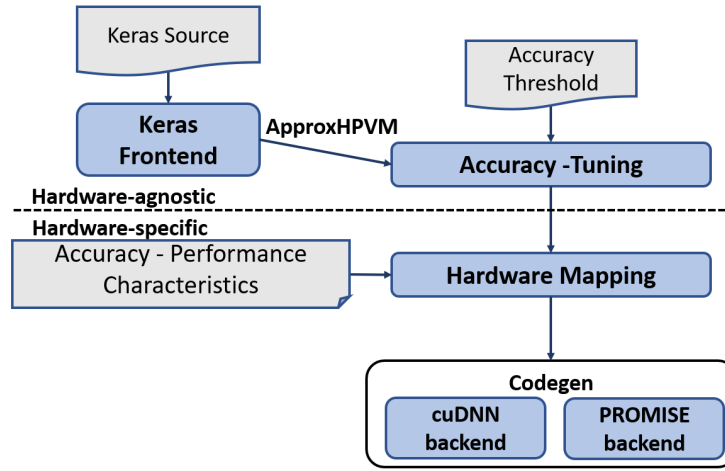 Keras Source
Accuracy
Threshold
Keras
Frontend
ApproxHPVM
Accuracy -Tuning
Hardware-agnostic
Hardware-specific
Accuracy - Performance
Characteristics
Hardware Mapping
Codegen
cuDNN
backend
PROMISE
backend